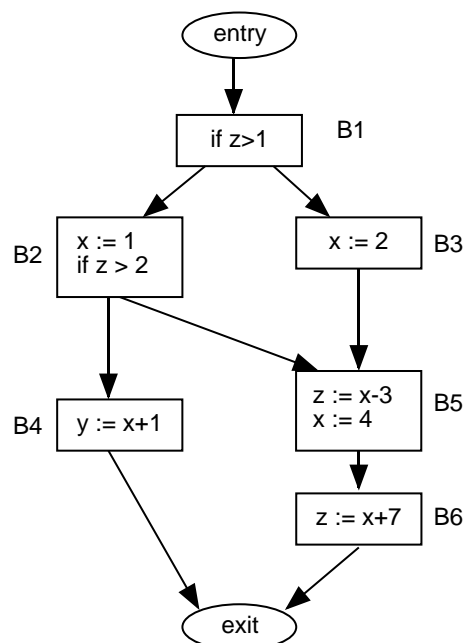 entry
if z>1
B1
B2
x := 1
if z > 2
x := 2
B3
B4
y := x+1
z := x-3
x := 4
B5
z := x+7
B6
exit